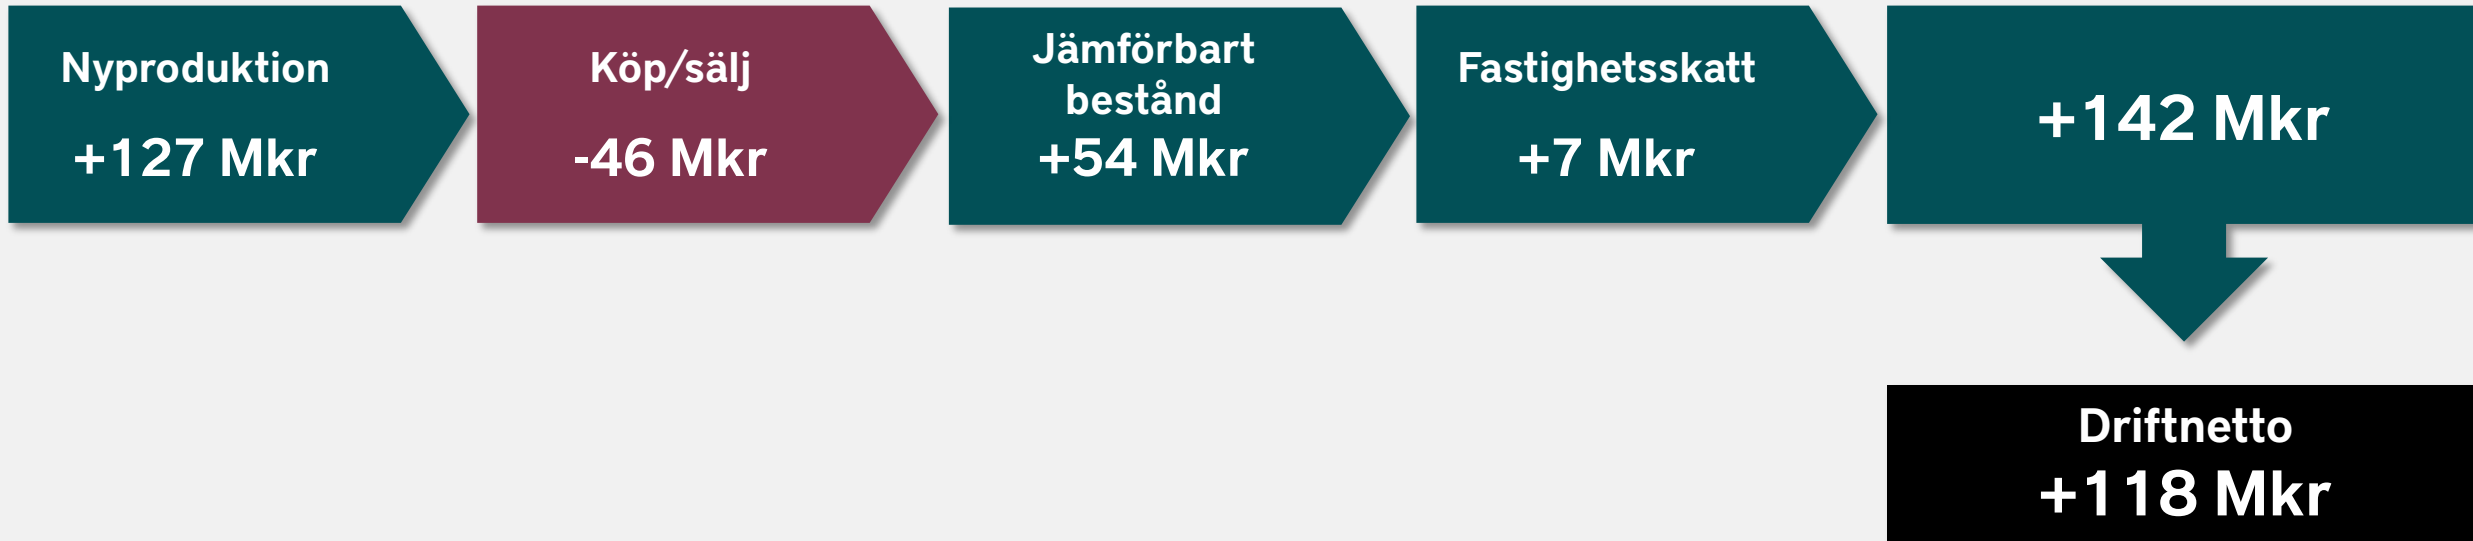 Nyproduktion
+127 Mkr
Köp/sälj
-46 Mkr
Jämförbart
bestånd
+54 Mkr
Fastighetsskatt
+7 Mkr
+142 Mkr
Driftnetto
+118 Mkr